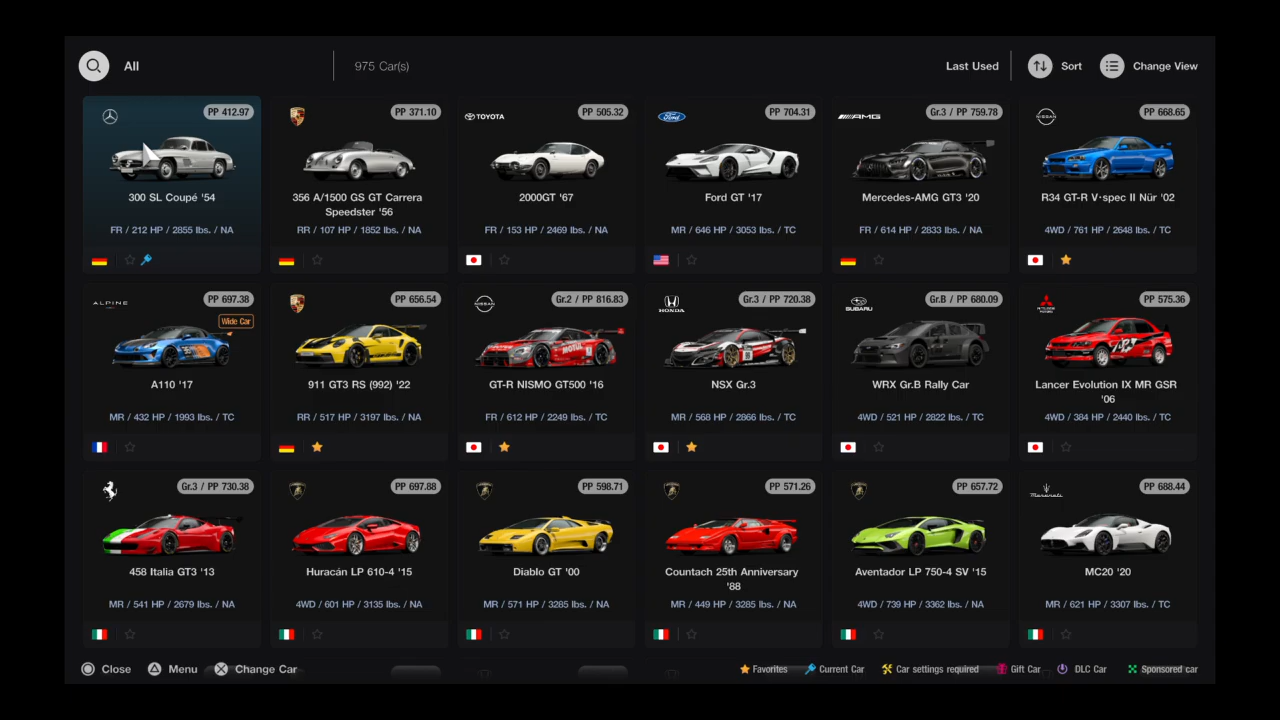 All
975 Car(s)
Last Used
Sort
Change View
PP 412.97
300 SL Coupé '54
FR / 212 HP / 2855 lbs. / NA
PP 371.10
356 A/1500 GS GT Carrera
Speedster '56
RR / 107 HP / 1852 lbs. / NA
TOYOTA
PP 505.32
2000GT '67
FR / 153 HP / 2469 lbs. / NA
Ford
PP 704.31
Ford GT '17
MR / 646 HP / 3053 lbs. / TC
AMG
Gr.3 / PP 759.78
Mercedes-AMG GT3 '20
FR / 614 HP / 2833 lbs. / NA
PP 668.65
R34 GT-R V·spec II Nür '02
4WD / 761 HP / 2648 lbs. / TC
ALPINE
PP 697.38
Wide Car
A110 '17
MR / 432 HP / 1993 lbs. / TC
PP 656.54
911 GT3 RS (992) '22
RR / 517 HP / 3197 lbs. / NA
Gr.2 / PP 816.83
MOTUL
GT-R NISMO GT500 '16
FR / 612 HP / 2249 lbs. / TC
HONDA
Gr.3 / PP 720.38
NSX Gr.3
MR / 568 HP / 2866 lbs. / TC
SUBARU
Gr.B / PP 680.09
WRX Gr.B Rally Car
4WD / 521 HP / 2822 lbs. / TC
PP 575.36
Lancer Evolution IX MR GSR
'06
4WD / 384 HP / 2440 lbs. / TC
Gr.3 / PP 730.38
458 Italia GT3 '13
MR / 541 HP / 2679 lbs. / NA
PP 697.88
Huracán LP 610-4 '15
4WD / 601 HP / 3135 lbs. / NA
PP 598.71
Diablo GT '00
MR / 571 HP / 3285 lbs. / NA
PP 571.26
Countach 25th Anniversary
'88
MR / 449 HP / 3285 lbs. / NA
PP 657.72
Aventador LP 750-4 SV '15
4WD / 739 HP / 3362 lbs. / NA
Maserati
PP 688.44
MC20 '20
MR / 621 HP / 3307 lbs. / TC
Close
Menu
Change Car
Favorites
Current Car
Car settings required
Gift Car
DLC Car
Sponsored car